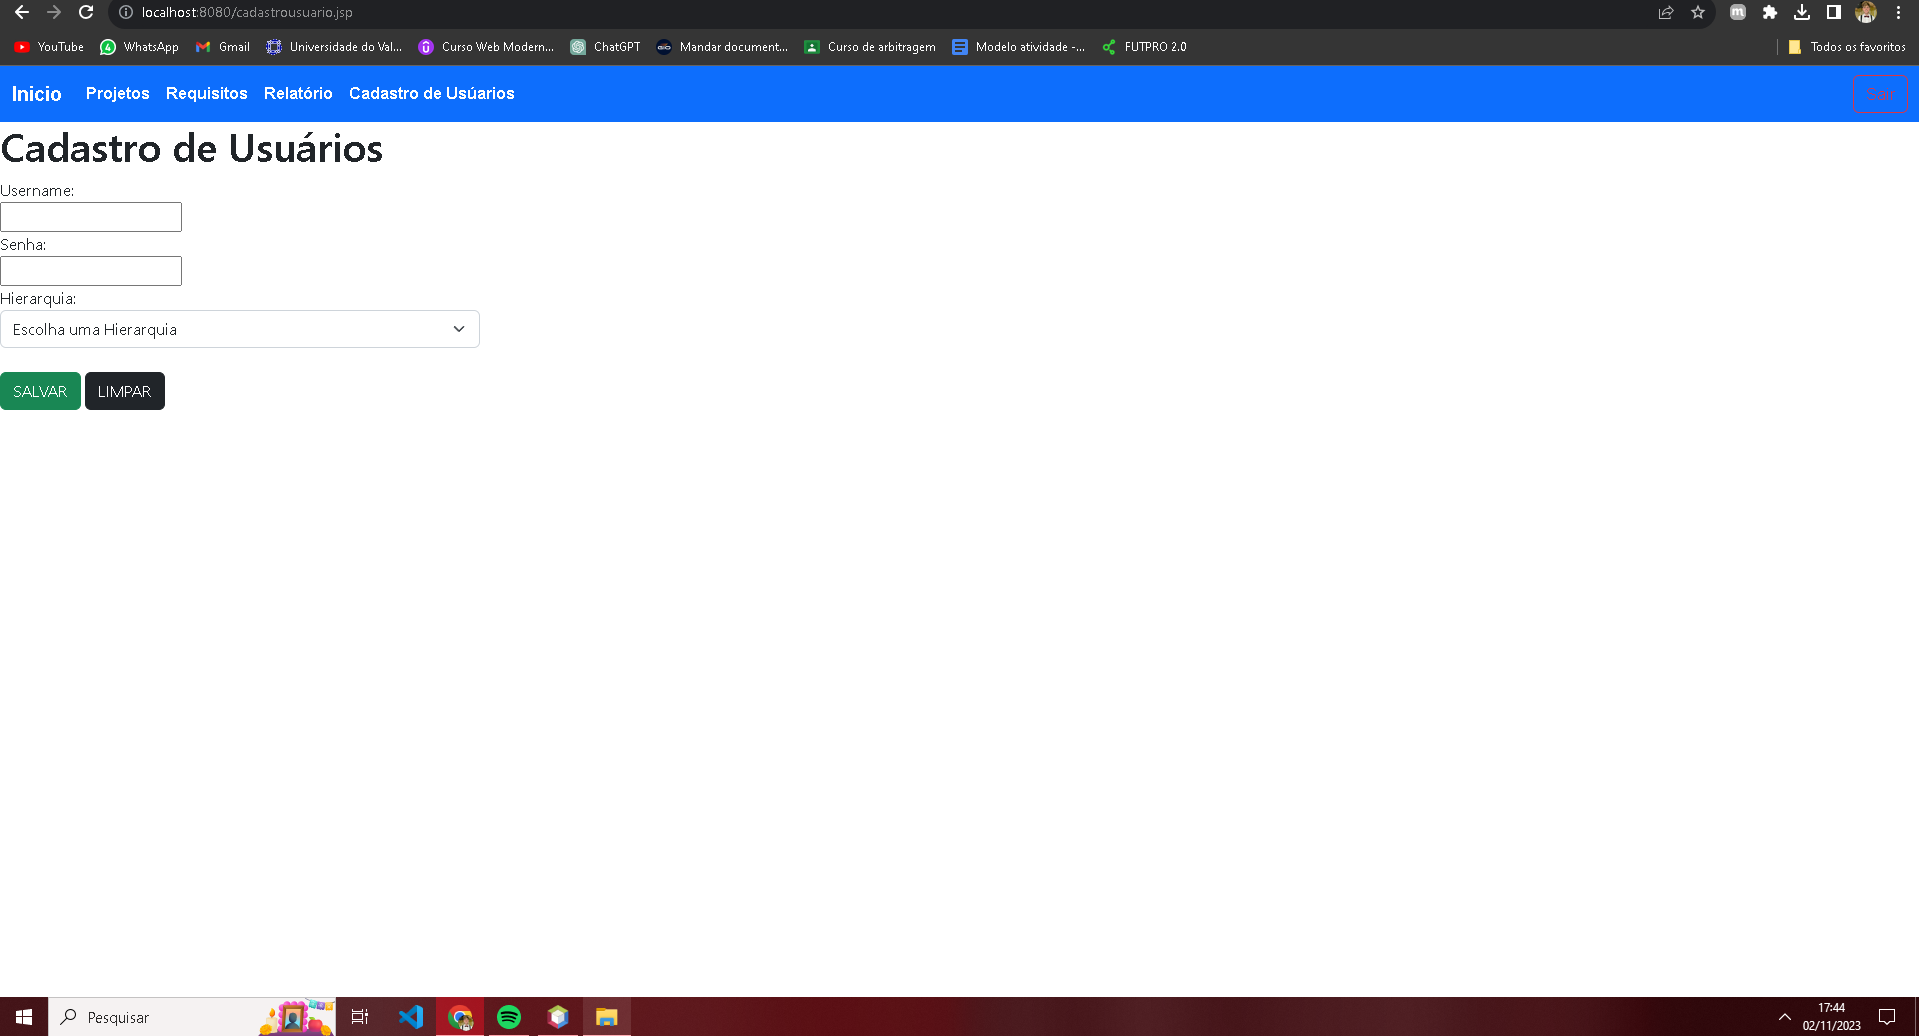 localhost:8080/cadastrousuario.jsp
YouTube WhatsApp Gmail Universidade do Val... Curso Web Modern... ChatGPT Mandar document... Curso de arbitragem Modelo atividade -... FUTPRO 2.0 Todos os favoritos
Inicio Projetos Requisitos Relatório Cadastro de Usúarios Sair
Cadastro de Usuários
Username:
Senha:
Hierarquia:
Escolha uma Hierarquia
SALVAR LIMPAR
Pesquisar
17:44
02/11/2023